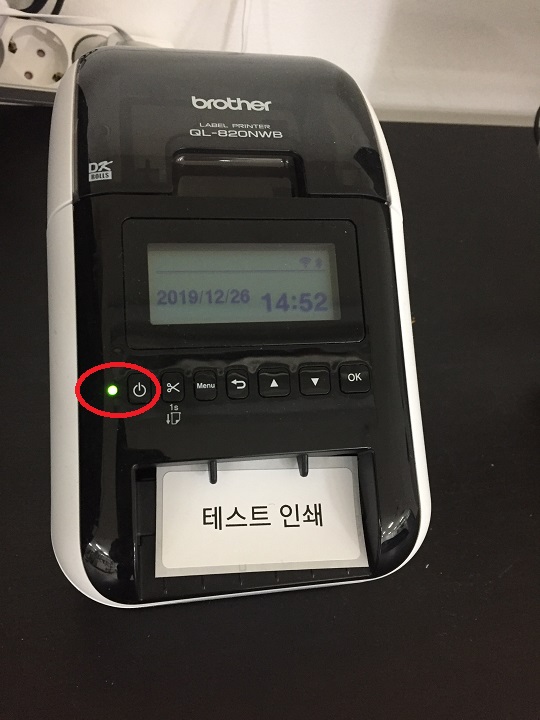 brother
LABEL PRINTER
QL-820NWB
DK
ROLLS
2019/12/26 14:52
Menu OK
1s
테스트 인쇄